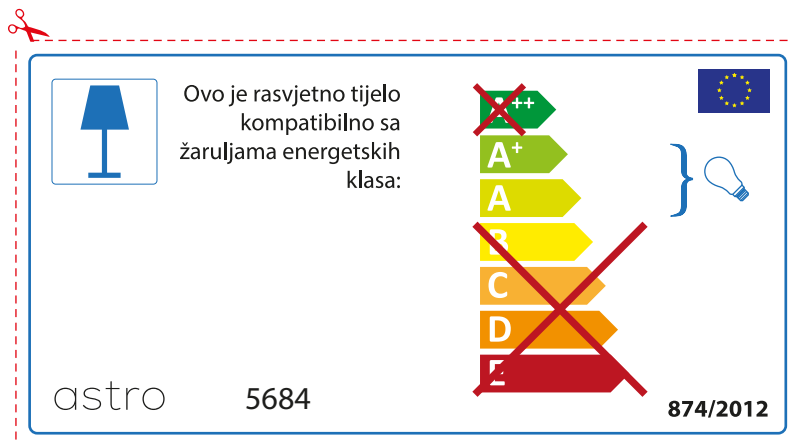 Ovo je rasvjetno tijelo
kompatibilno sa
žaruljama energetskih
klasa:
A++
A+
A
B
C
D
E
astro
5684
874/2012